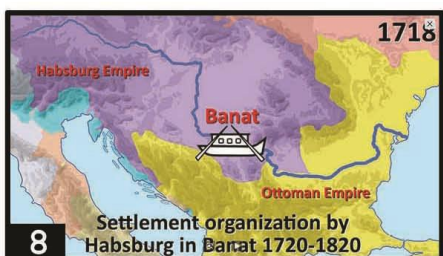 1718
Habsburg Empire
Banat
Ottoman Empire
Settlement organization by
Habsburg in Banat 1720-1820
8